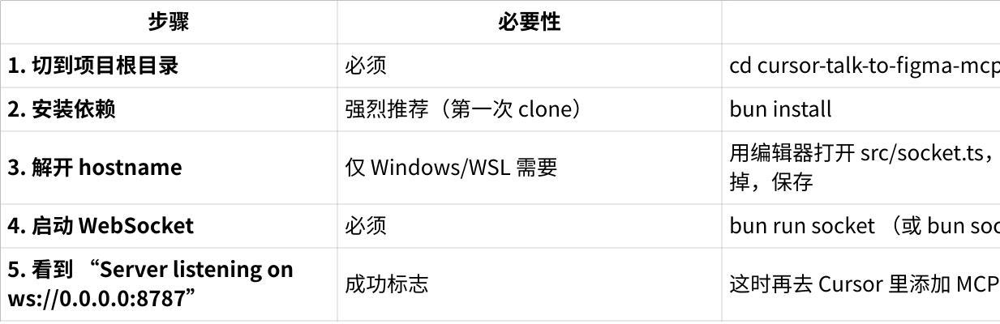 步骤
必要性
1. 切到项目根目录
必须
cd cursor-talk-to-figma-mcp
2. 安装依赖
强烈推荐（第一次 clone）
bun install
3. 解开 hostname
仅 Windows/WSL 需要
用编辑器打开 src/socket.ts，
掉，保存
4. 启动 WebSocket
必须
bun run socket （或 bun soc
5. 看到 “Server listening on
ws://0.0.0.0:8787”
成功标志
这时再去 Cursor 里添加 MCP